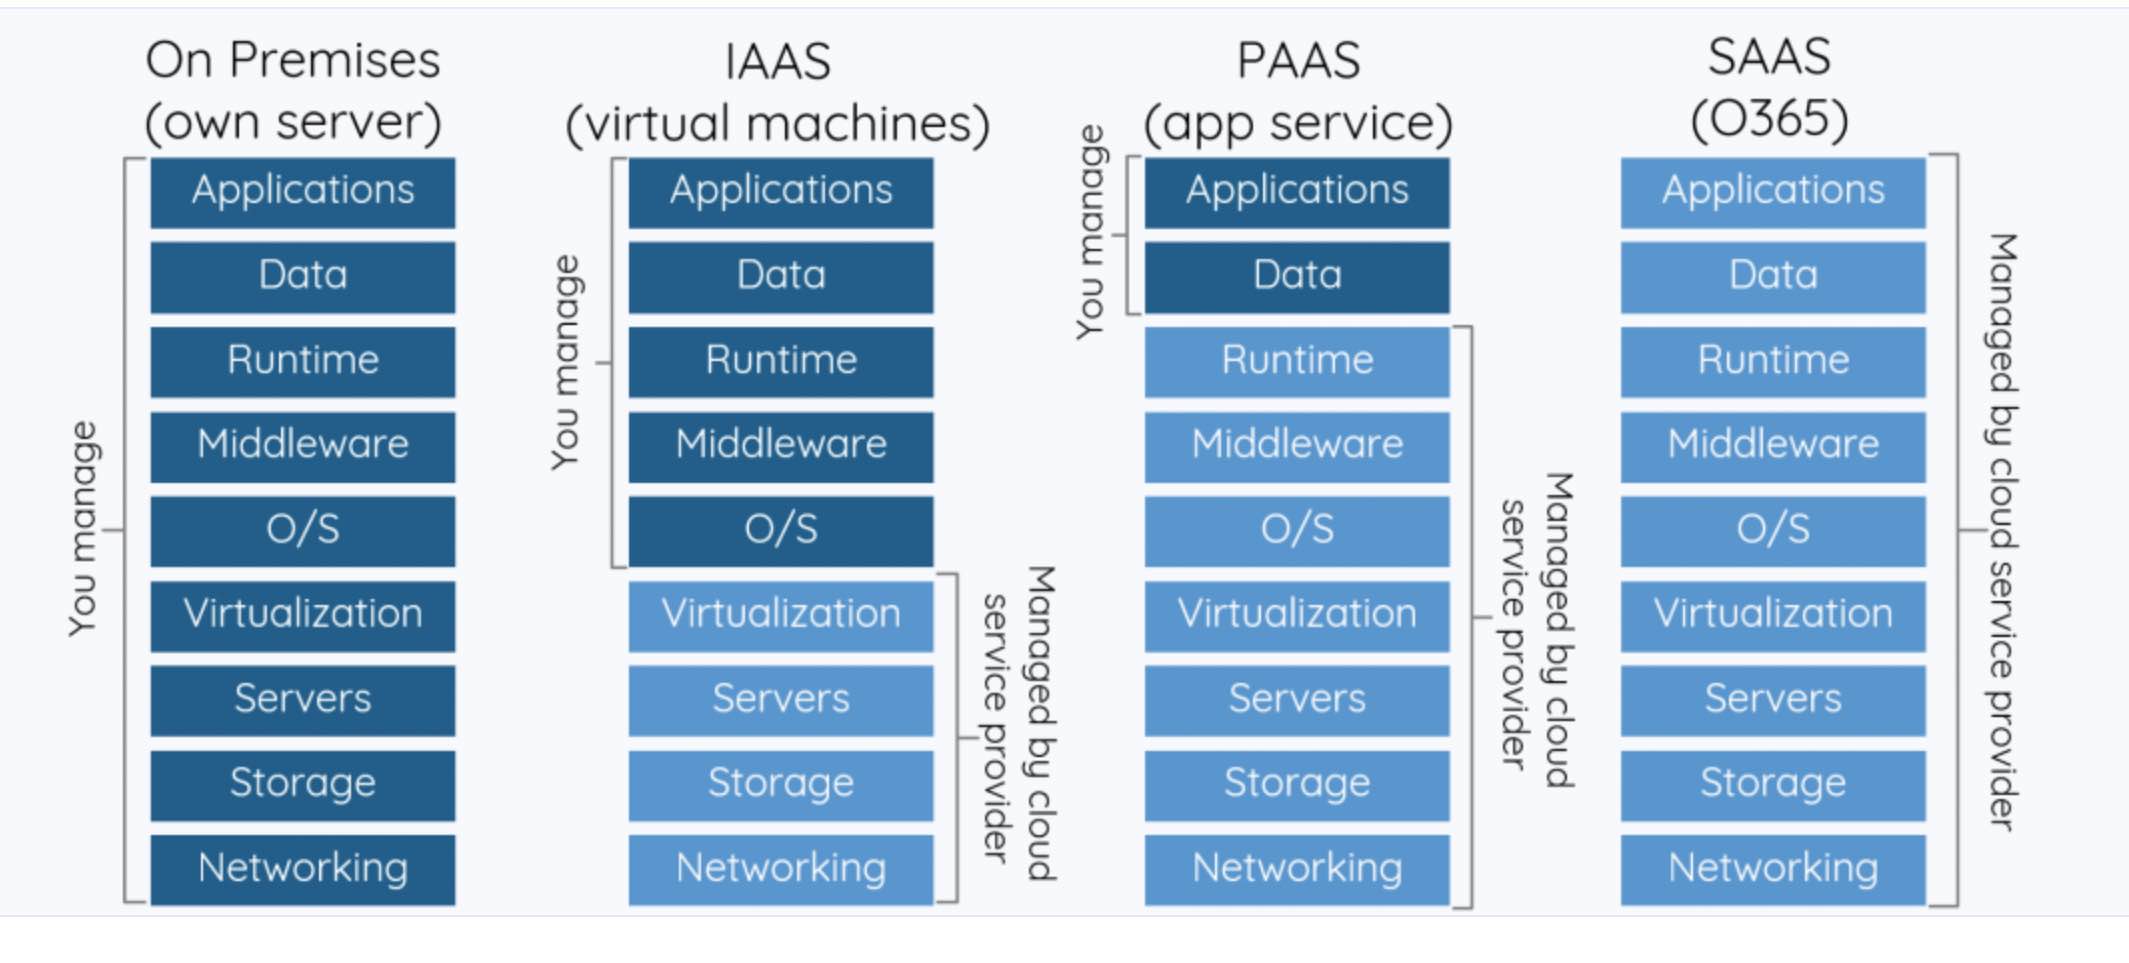 On Premises
(own server)
You manage
Applications
Data
Runtime
Middleware
O/S
Virtualization
Servers
Storage
Networking
IAAS
(virtual machines)
You manage
Applications
Data
Runtime
Middleware
O/S
Virtualization
Servers
Storage
Networking
Managed by cloud
service provider
PAAS
(app service)
You manage
Applications
Data
Runtime
Middleware
O/S
Virtualization
Servers
Storage
Networking
Managed by cloud
service provider
SAAS
(O365)
Applications
Data
Runtime
Middleware
O/S
Virtualization
Servers
Storage
Networking
Managed by cloud service provider